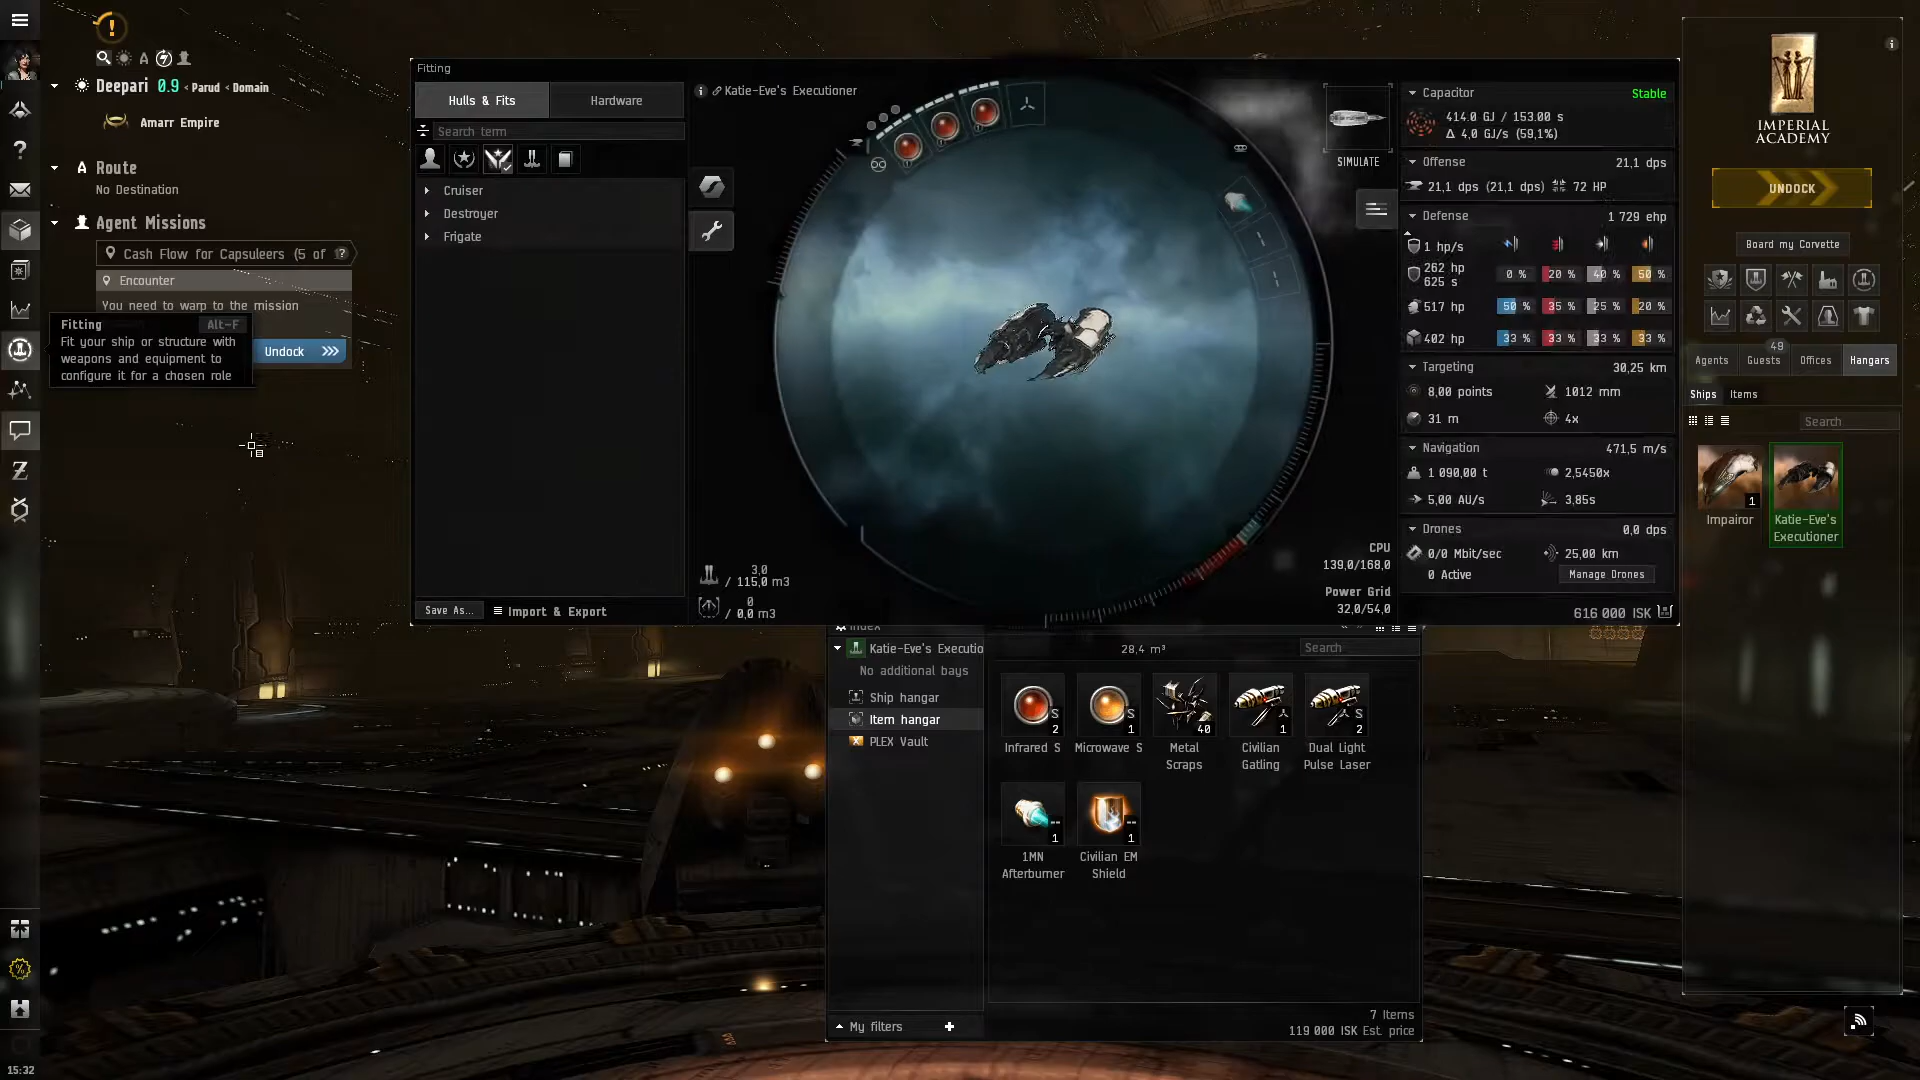 Deepari 0.9 ‹ Parud ‹ Domain
Amarr Empire
Route
No Destination
Agent Missions
Cash Flow for Capsuleers (5 of
Encounter
You need to warp to the mission
Fitting Alt-F
Fit your ship or structure with
weapons and equipment to
configure it for a chosen role
Undock
15:32
Fitting
Hulls & Fits
Hardware
Search term
Cruiser
Destroyer
Frigate
Save As...
Import & Export
Katie-Eve's Executioner
SIMULATE
3,0
/ 115,0 m3
0
/ 0,0 m3
CPU
139,0/168,0
Power Grid
32,0/54,0
Capacitor Stable
414.0 GJ / 153.00 s
Δ 4,0 GJ/s (59,1%)
Offense 21,1 dps
21,1 dps (21,1 dps) 72 HP
Defense 1 729 ehp
1 hp/s
262 hp
625 s
0 % 20 % 40 % 50 %
517 hp 50 % 35 % 25 % 20 %
402 hp 33 % 33 % 33 % 33 %
Targeting 30,25 km
8,00 points 1012 mm
31 m 4x
Navigation 471,5 m/s
1 090,00 t 2,5450x
5,00 AU/s 3,85s
Drones 0,0 dps
0/0 Mbit/sec 25,00 km
0 Active Manage Drones
616 000 ISK
Index
Katie-Eve's Executio
No additional bays
Ship hangar
Item hangar
PLEX Vault
My filters
28,4 m³
Search
S 2
Infrared S
S 1
Microwave S
40
Metal
Scraps
1
Civilian
Gatling
S 2
Dual Light
Pulse Laser
1
1MN
Afterburner
1
Civilian EM
Shield
7 Items
119 000 ISK Est. price
IMPERIAL
ACADEMY
UNDOCK
Board my Corvette
Agents
49
Guests
Offices
Hangars
Ships Items
Search
1
Impairor
Katie-Eve's
Executioner